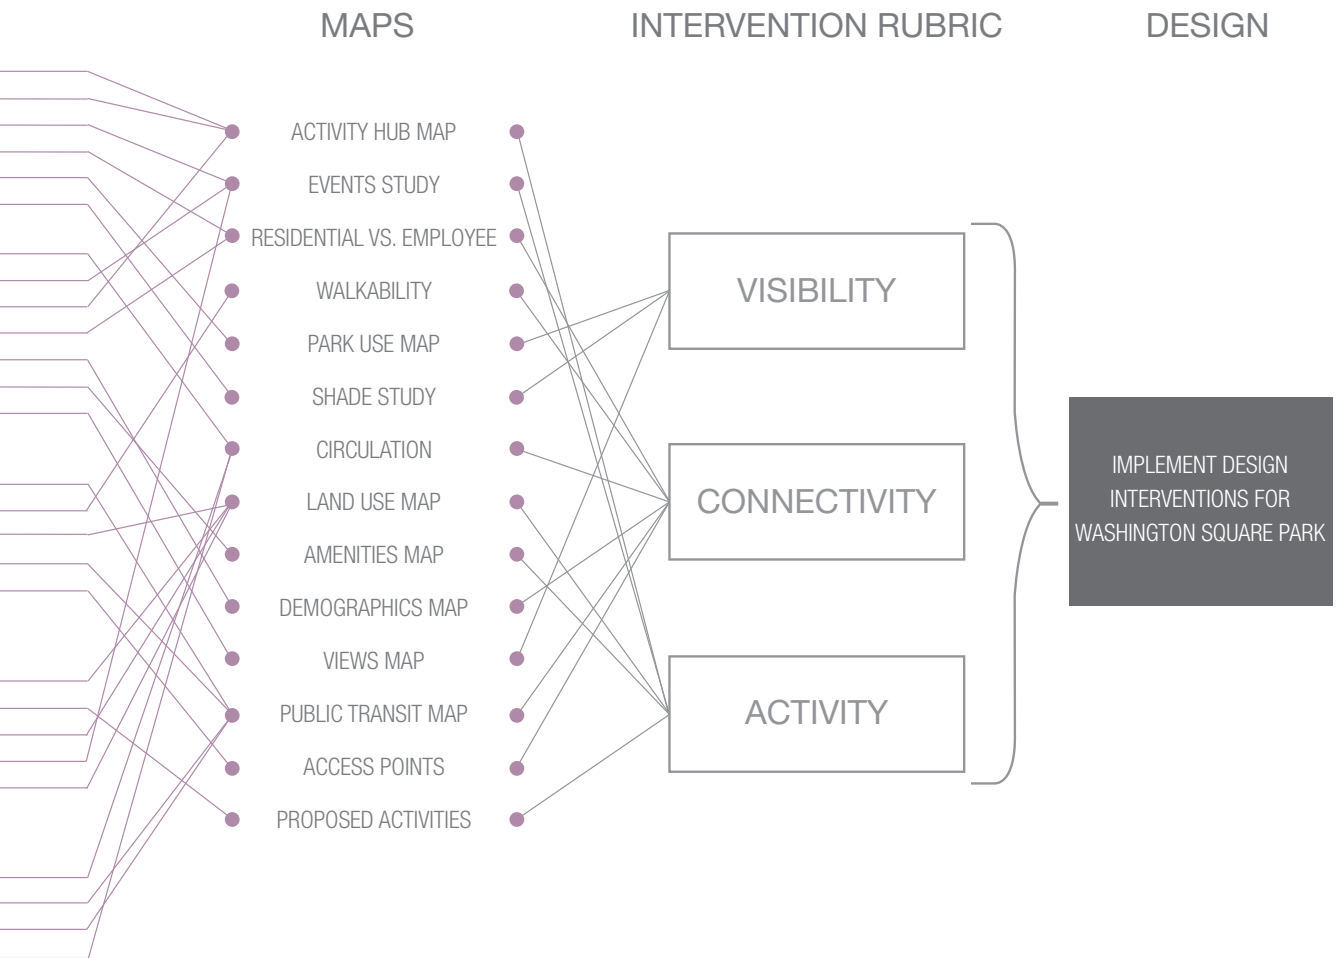 MAPS
INTERVENTION RUBRIC
DESIGN
ACTIVITY HUB MAP
EVENTS STUDY
RESIDENTIAL VS. EMPLOYEE
WALKABILITY
PARK USE MAP
SHADE STUDY
CIRCULATION
LAND USE MAP
AMENITIES MAP
DEMOGRAPHICS MAP
VIEWS MAP
PUBLIC TRANSIT MAP
ACCESS POINTS
PROPOSED ACTIVITIES
VISIBILITY
CONNECTIVITY
ACTIVITY
IMPLEMENT DESIGN
INTERVENTIONS FOR
WASHINGTON SQUARE PARK